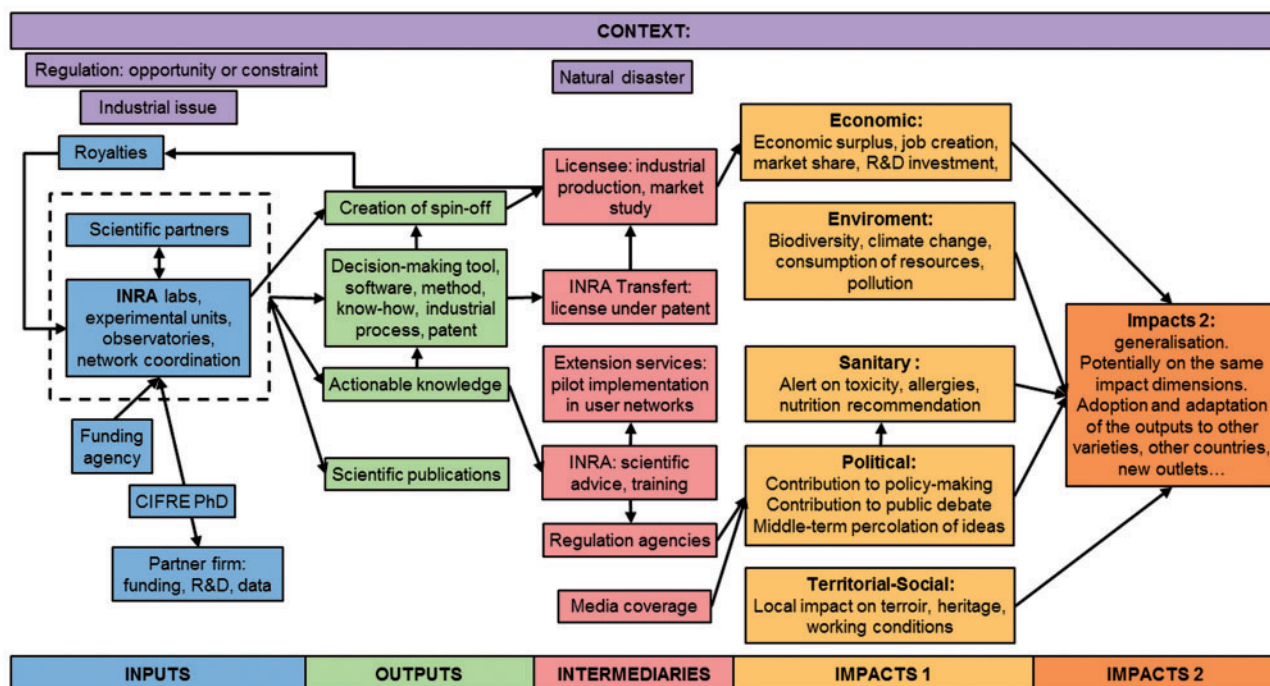 CONTEXT:
Regulation: opportunity or constraint
Industrial issue
Natural disaster
Royalties
Scientific partners
INRA labs,
experimental units,
observatories,
network coordination
Funding
agency
CIFRE PhD
Partner firm:
funding, R&D, data
Creation of spin-off
Decision-making tool,
software, method,
know-how, industrial
process, patent
Actionable knowledge
Scientific publications
Licensee: industrial
production, market
study
INRA Transfert:
license under patent
Extension services:
pilot implementation
in user networks
INRA: scientific
advice, training
Regulation agencies
Media coverage
Economic:
Economic surplus, job creation,
market share, R&D investment,
Enviroment:
Biodiversity, climate change,
consumption of resources,
pollution
Sanitary :
Alert on toxicity, allergies,
nutrition recommendation
Political:
Contribution to policy-making
Contribution to public debate
Middle-term percolation of ideas
Territorial-Social:
Local impact on terroir, heritage,
working conditions
Impacts 2:
generalisation.
Potentially on the same
impact dimensions.
Adoption and adaptation
of the outputs to other
varieties, other countries,
new outlets...
INPUTS
OUTPUTS
INTERMEDIARIES
IMPACTS 1
IMPACTS 2